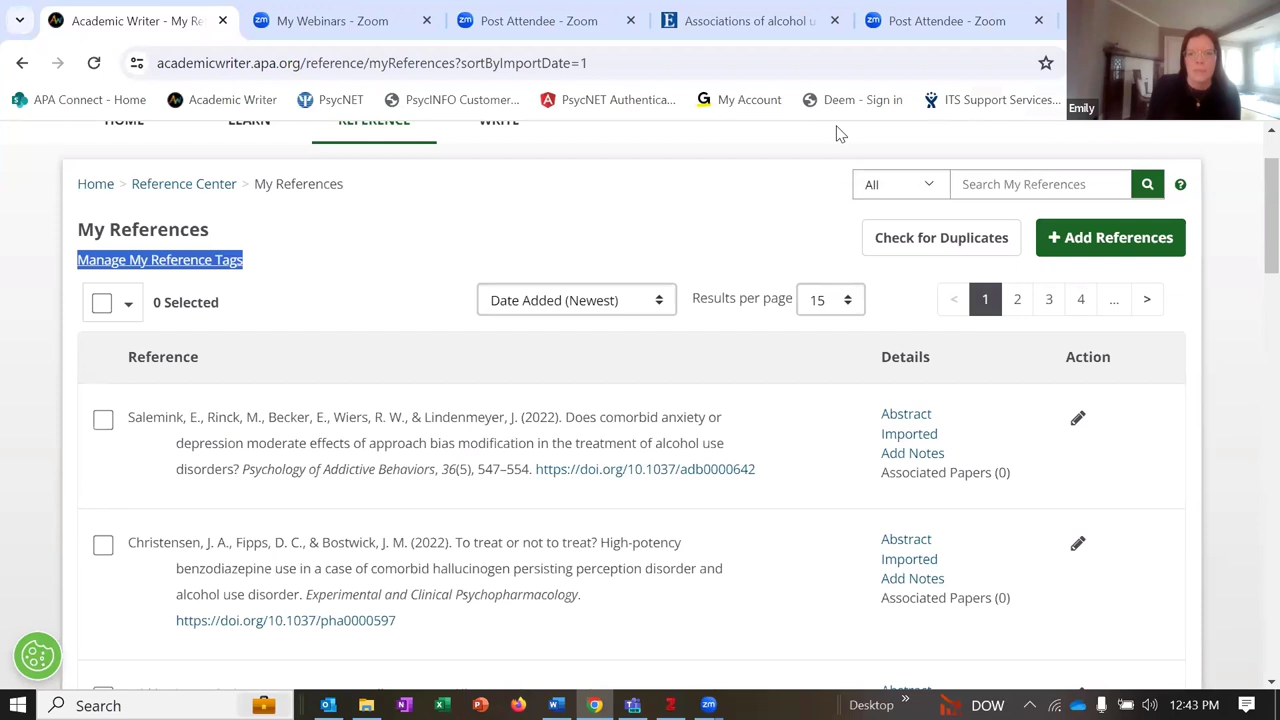 Academic Writer - My Re
My Webinars - Zoom
Post Attendee - Zoom
Associations of alcohol u
Post Attendee - Zoom
academicwriter.apa.org/reference/myReferences?sortByImportDate=1
APA Connect - Home
Academic Writer
PsycNET
PsycINFO Customer...
PsycNET Authentica...
My Account
Deem - Sign in
ITS Support Services...
Emily
HOME
LEARN
REFERENCE
WRITE
Home > Reference Center > My References
All
Search My References
My References
Check for Duplicates
+ Add References
Manage My Reference Tags
0 Selected
Date Added (Newest)
Results per page 15
< 1 2 3 4 ... >
Reference
Details
Action
Salemink, E., Rinck, M., Becker, E., Wiers, R. W., & Lindenmeyer, J. (2022). Does comorbid anxiety or
depression moderate effects of approach bias modification in the treatment of alcohol use
disorders? Psychology of Addictive Behaviors, 36(5), 547–554. https://doi.org/10.1037/adb0000642
Abstract
Imported
Add Notes
Associated Papers (0)
Christensen, J. A., Fipps, D. C., & Bostwick, J. M. (2022). To treat or not to treat? High-potency
benzodiazepine use in a case of comorbid hallucinogen persisting perception disorder and
alcohol use disorder. Experimental and Clinical Psychopharmacology.
https://doi.org/10.1037/pha0000597
Abstract
Imported
Add Notes
Associated Papers (0)
Search
Desktop
DOW
12:43 PM